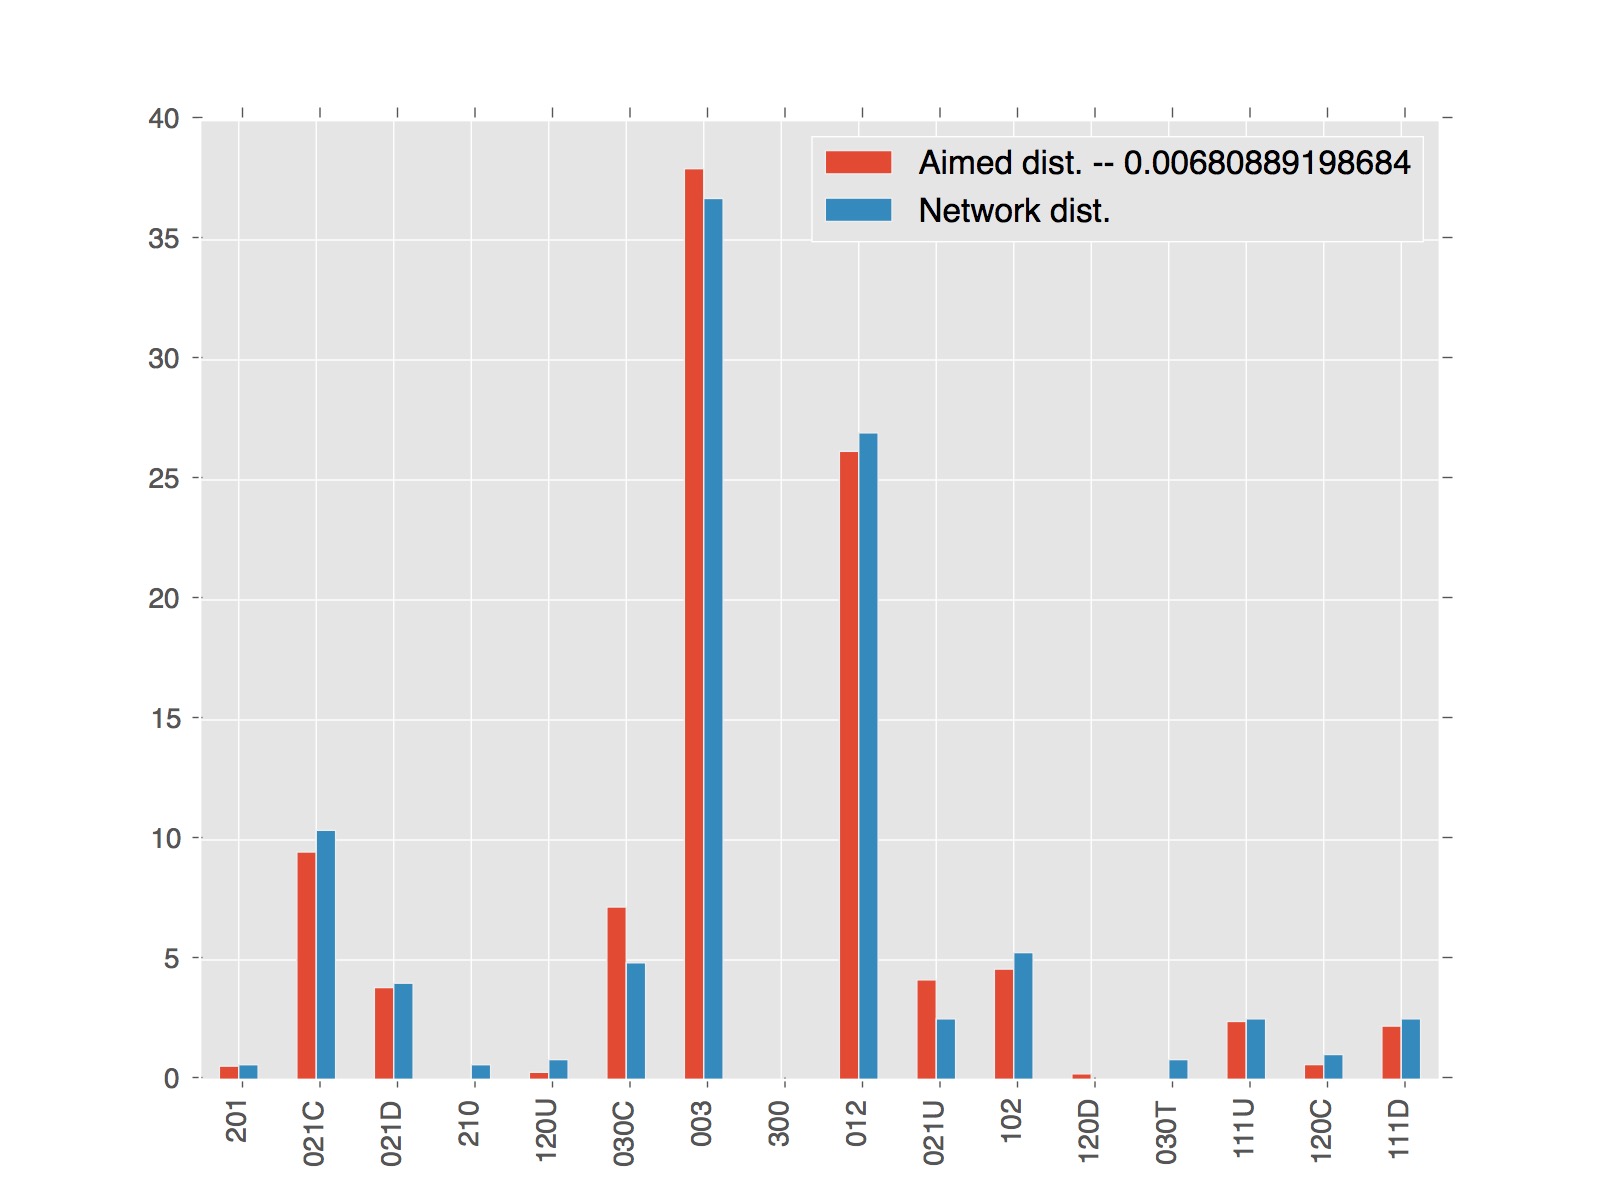 40
35
30
25
20
15
10
5
0
Aimed dist. -- 0.00680889198684
Network dist.
201
021C
021D
210
120U
030C
003
300
012
021U
102
120D
030T
111U
120C
111D